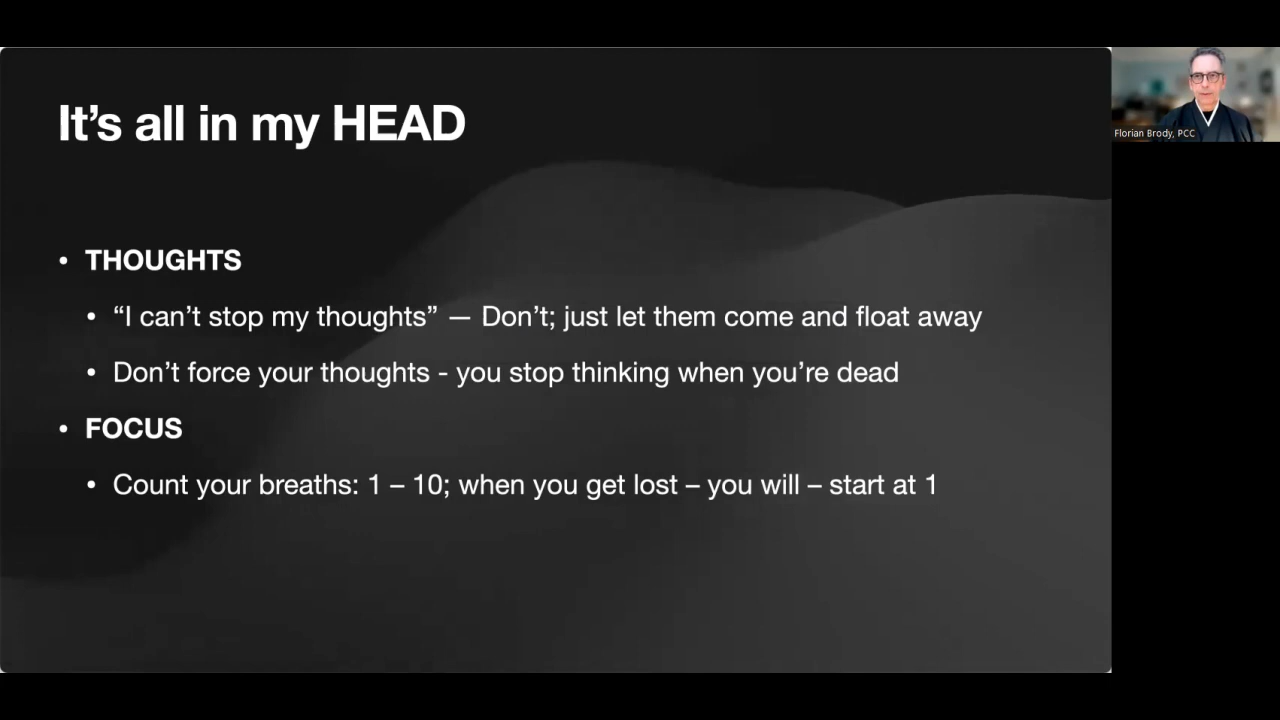 It’s all in my HEAD
• THOUGHTS
• “I can’t stop my thoughts” — Don’t; just let them come and float away
• Don’t force your thoughts - you stop thinking when you’re dead
• FOCUS
• Count your breaths: 1 – 10; when you get lost – you will – start at 1
Florian Brody, PCC